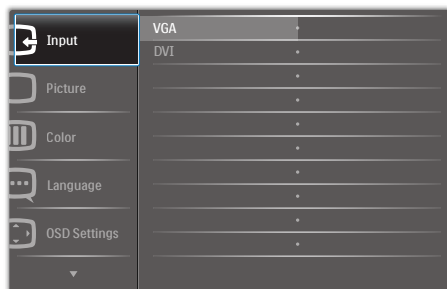 Input
VGA
DVI
Picture
Color
Language
OSD Settings